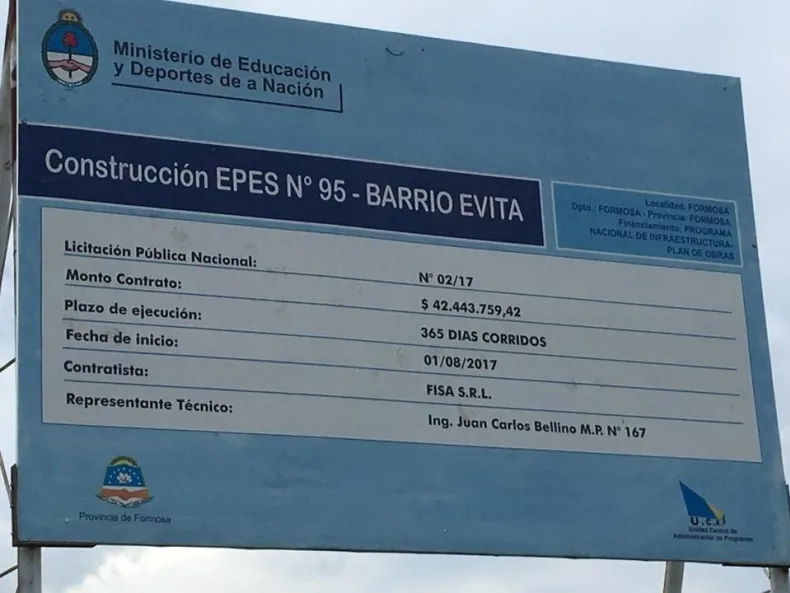 Ministerio de Educación
y Deportes de a Nación
Construcción EPES N° 95 - BARRIO EVITA
Localidad: FORMOSA
Dpto.: FORMOSA - Provincia: FORMOSA
Financiamiento: PROGRAMA
NACIONAL DE INFRAESTRUCTURA-
PLAN DE OBRAS
Licitación Pública Nacional: N° 02/17
Monto Contrato: $ 42.443.759,42
Plazo de ejecución: 365 DIAS CORRIDOS
Fecha de inicio: 01/08/2017
Contratista: FISA S.R.L.
Representante Técnico: Ing. Juan Carlos Bellino M.P. N° 167
Provincia de Formosa
Unidad Central de
Administración de Programas